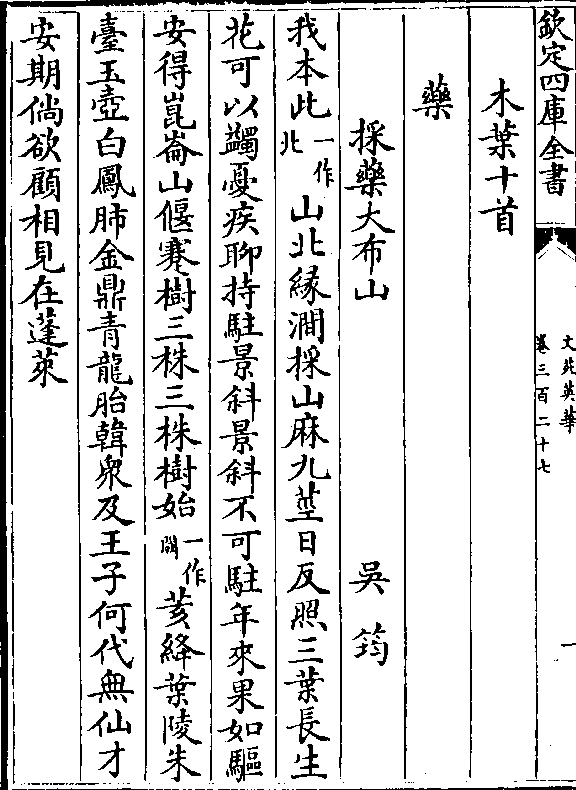 欽定四庫全書
文苑英華
卷三百二十七
一
木葉十首
藥
採藥大布山 吳筠
我本此一作北山北緣澗採山麻九莖日反照三葉長生
花可以蠲憂疾聊持駐景斜景斜不可駐年來果如驅
安得崑崙山偃蹇樹三株三株樹始一作荄絳葉陵朱
臺玉壺白鳳肺金鼎青龍胎韓衆及王子何代無仙才
安期倘欲顧相見在蓬萊